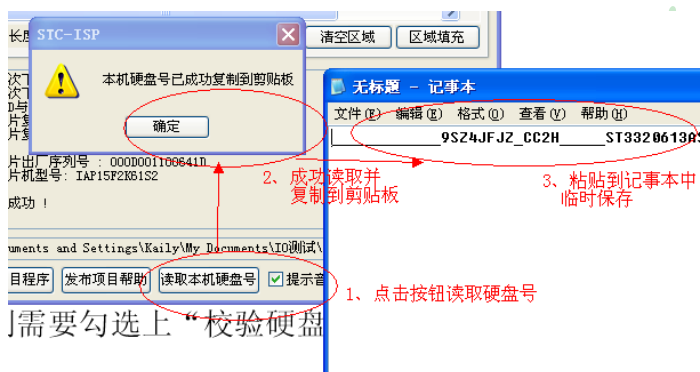 长度
清空区域 区域填充
STC-ISP
本机硬盘号已成功复制到剪贴板
确定
片出厂序列号 : 000D001100641D
片机型号: IAP15F2K61S2
成功 !
uments and Settings\Kaily\My Documents\IO测试\
目程序 发布项目帮助 读取本机硬盘号 提示音
无标题 - 记事本
文件(F) 编辑(E) 格式(O) 查看(V) 帮助(H)
9SZ4JFJZ_CC2H_____ST3320613AS
2、成功读取并
复制到剪贴板
3、粘贴到记事本中
临时保存
1、点击按钮读取硬盘号
需要勾选上“校验硬盘